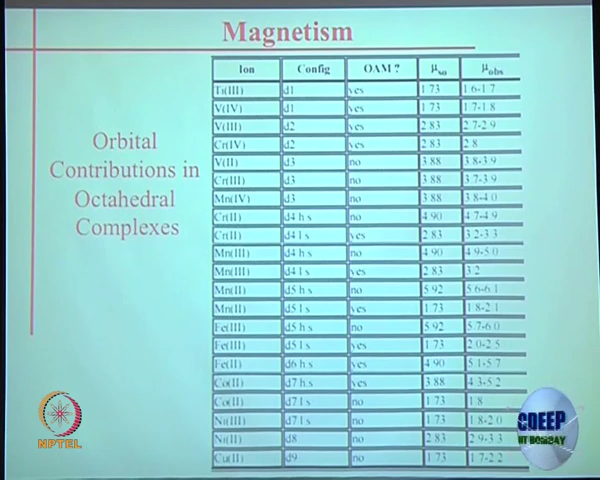 Magnetism
Orbital
Contributions in
Octahedral
Complexes
Ion Config OAM ? μso μobs
Ti(III) d1 yes 1.73 1.6-1.7
V(IV) d1 yes 1.73 1.7-1.8
V(III) d2 yes 2.83 2.7-2.9
Cr(IV) d2 yes 2.83 2.8
V(II) d3 no 3.88 3.8-3.9
Cr(III) d3 no 3.88 3.7-3.9
Mn(IV) d3 no 3.88 3.8-4.0
Cr(II) d4 h.s no 4.90 4.7-4.9
Cr(II) d4 l.s yes 2.83 3.2-3.3
Mn(III) d4 h.s no 4.90 4.9-5.0
Mn(III) d4 l.s yes 2.83 3.2
Mn(II) d5 h.s no 5.92 5.6-6.1
Mn(II) d5 l.s yes 1.73 1.8-2.1
Fe(III) d5 h.s no 5.92 5.7-6.0
Fe(III) d5 l.s yes 1.73 2.0-2.5
Fe(II) d6 h.s yes 4.90 5.1-5.7
Co(II) d7 h.s yes 3.88 4.3-5.2
Co(II) d7 l.s no 1.73 1.8
Ni(III) d7 l.s no 1.73 1.8-2.0
Ni(II) d8 no 2.83 2.9-3.3
Cu(II) d9 no 1.73 1.7-2.2
NPTEL
CDEEP
IIT BOMBAY